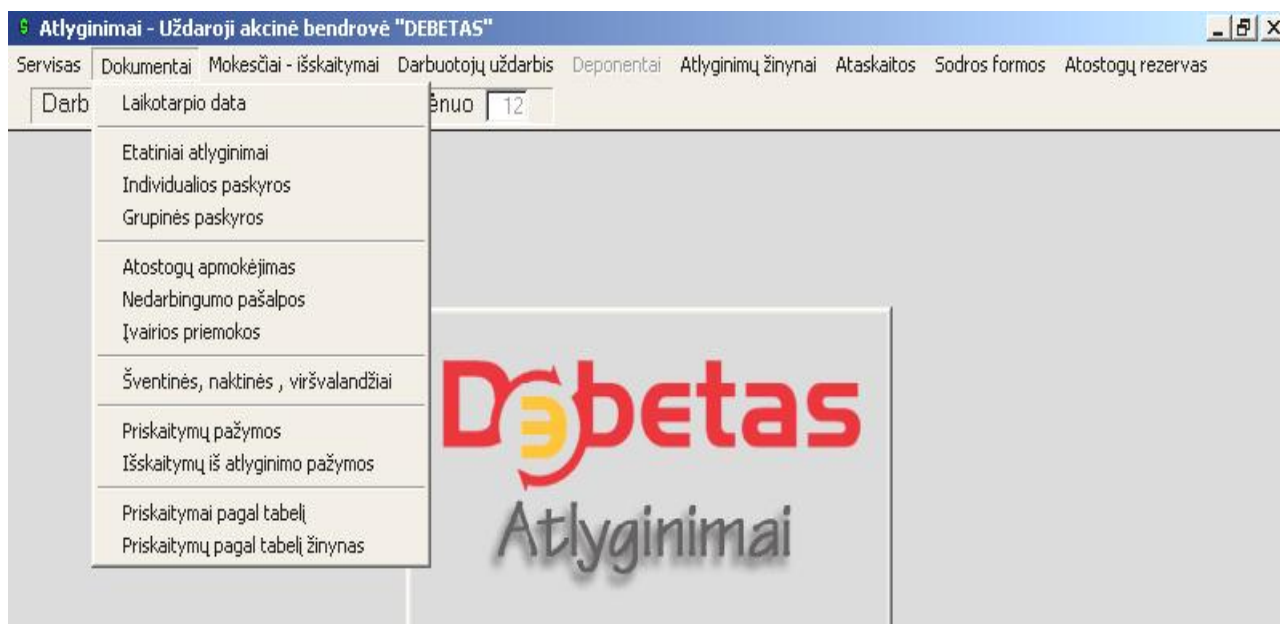 Atlyginimai - Uždaroji akcinė bendrovė "DEBETAS"
Servisas Dokumentai Mokesčiai - išskaitymai Darbuotojų uždarbis Deponentai Atlyginimų žinynai Ataskaitos Sodros formos Atostogų rezervas
Darb ėnuo 12
Laikotarpio data
Etatiniai atlyginimai
Individualios paskyros
Grupinės paskyros
Atostogų apmokėjimas
Nedarbingumo pašalpos
Įvairios priemokos
Šventinės, naktinės , viršvalandžiai
Priskaitymų pažymos
Išskaitymų iš atlyginimo pažymos
Priskaitymai pagal tabelį
Priskaitymų pagal tabelį žinynas
Debetas
Atlyginimai